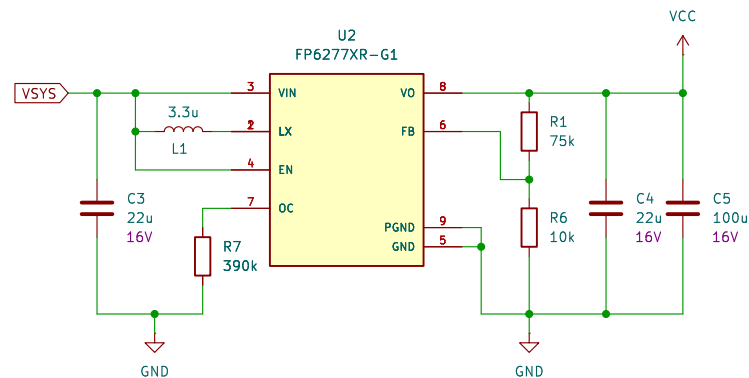 VCC
U2
FP6277XR-G1
VSYS
3
VIN
VO
8
3.3u
L1
LX
FB
6
R1
75k
4
EN
7
OC
C3
22u
16V
R7
390k
PGND
9
GND
5
R6
10k
C4
22u
16V
C5
100u
16V
GND
GND